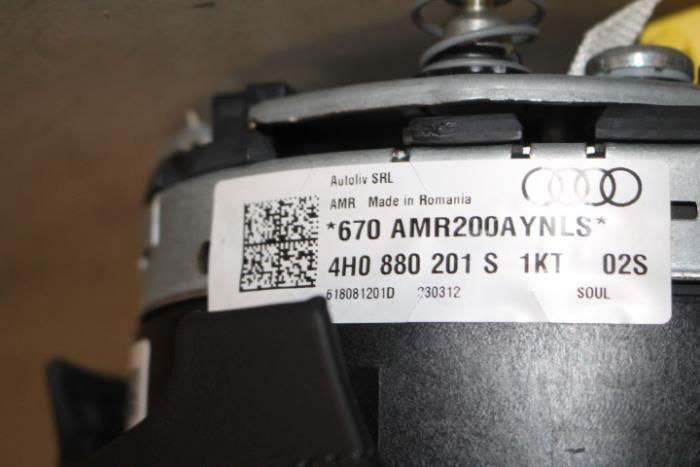 Autoliv SRL
AMR Made in Romania
*670 AMR200AYNLS*
4H0 880 201 S 1KT 02S
618081201D 230312 SOUL